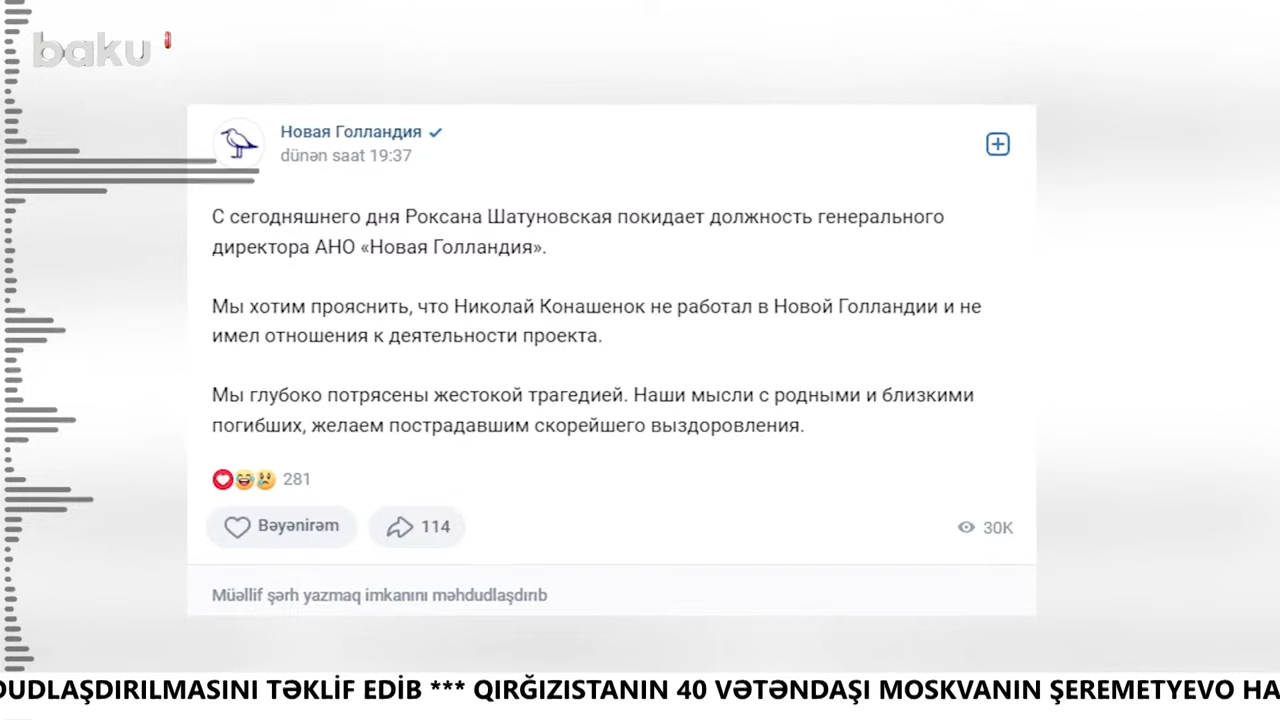 baku
Новая Голландия
dünən saat 19:37
С сегодняшнего дня Роксана Шатуновская покидает должность генерального
директора АНО «Новая Голландия».
Мы хотим прояснить, что Николай Конашенок не работал в Новой Голландии и не
имел отношения к деятельности проекта.
Мы глубоко потрясены жестокой трагедией. Наши мысли с родными и близкими
погибших, желаем пострадавшим скорейшего выздоровления.
281
Bəyənirəm 114 30K
Müəllif şərh yazmaq imkanını məhdudlaşdırıb
DUDLAŞDIRILMASINI TƏKLİF EDİB *** QIRĞIZISTANIN 40 VƏTƏNDAŞI MOSKVANIN ŞEREMETYEVO HA